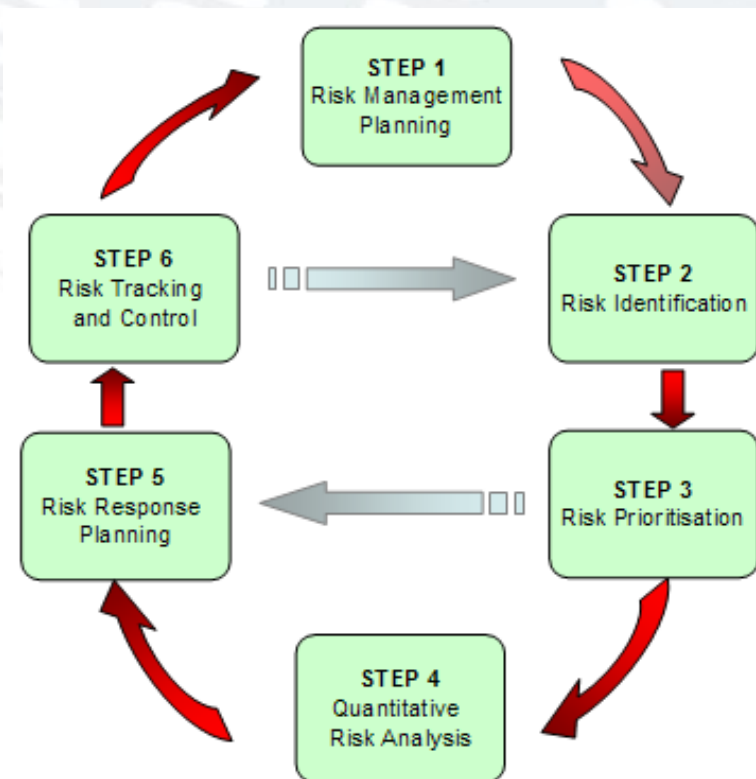 STEP 1
Risk Management
Planning
STEP 2
Risk Identification
STEP 3
Risk Prioritisation
STEP 4
Quantitative
Risk Analysis
STEP 5
Risk Response
Planning
STEP 6
Risk Tracking
and Control